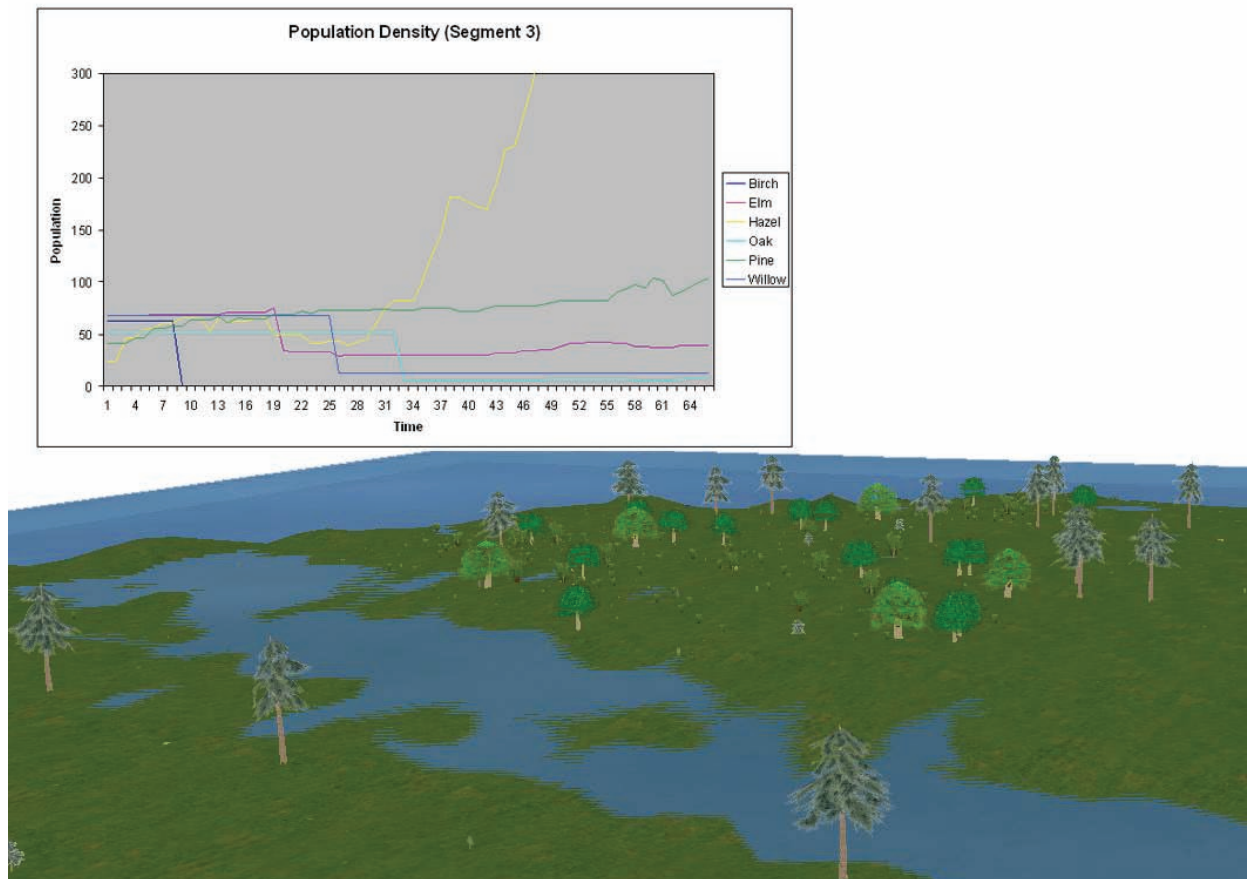 Population Density (Segment 3)
300
250
200
150
100
50
0
Population
1 4 7 10 13 16 19 22 25 28 31 34 37 40 43 46 49 52 55 58 61 64
Time
Birch
Elm
Hazel
Oak
Pine
Willow